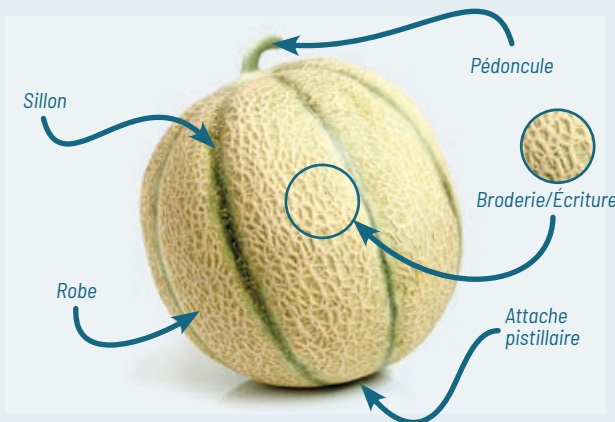 Pédoncule
Sillon
Broderie/Écriture
Robe
Attache
pistillaire